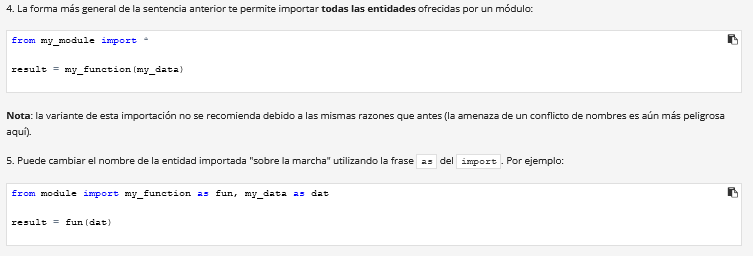 4. La forma más general de la sentencia anterior te permite importar todas las entidades ofrecidas por un módulo:
from my_module import *
result = my_function(my_data)
Nota: la variante de esta importación no se recomienda debido a las mismas razones que antes (la amenaza de un conflicto de nombres es aún más peligrosa
aquí).
5. Puede cambiar el nombre de la entidad importada "sobre la marcha" utilizando la frase as del import. Por ejemplo:
from module import my_function as fun, my_data as dat
result = fun(dat)